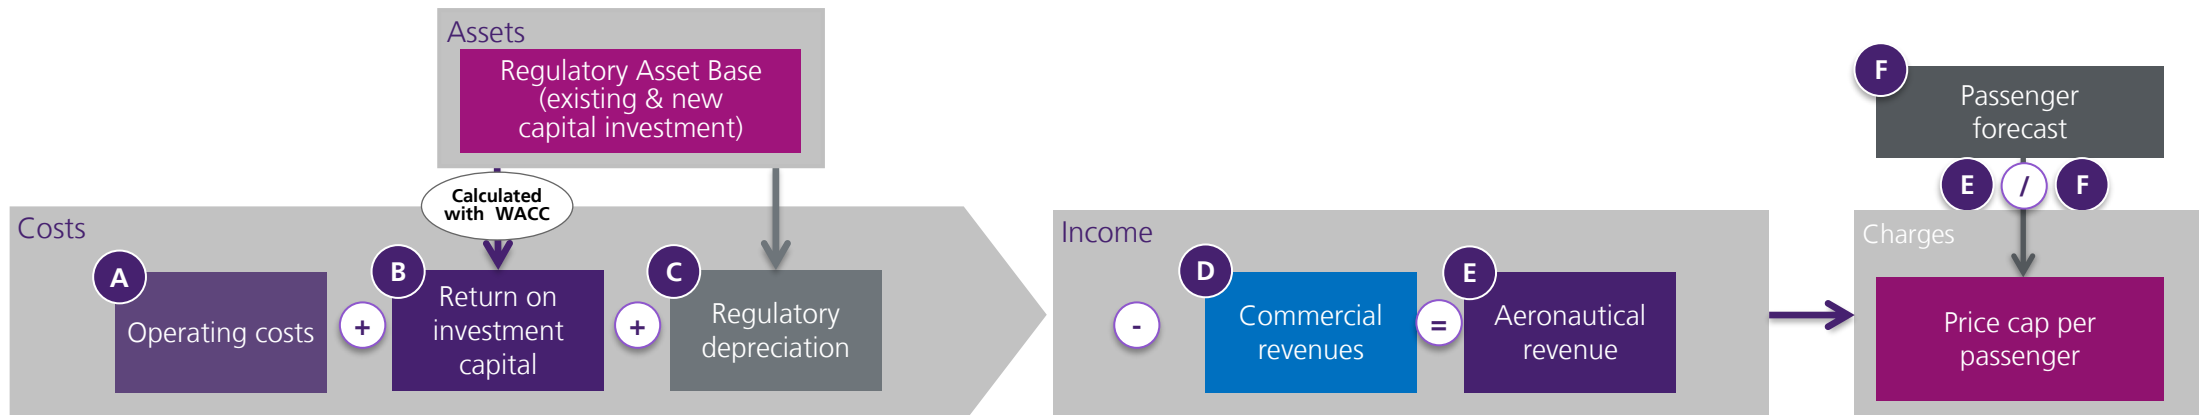 Assets
Regulatory Asset Base
(existing & new
capital investment)
Calculated
with WACC
Costs
A
Operating costs
+
B
Return on
investment
capital
+
C
Regulatory
depreciation
Income
-
D
Commercial
revenues
=
E
Aeronautical
revenue
F
Passenger
forecast
E / F
Charges
Price cap per
passenger